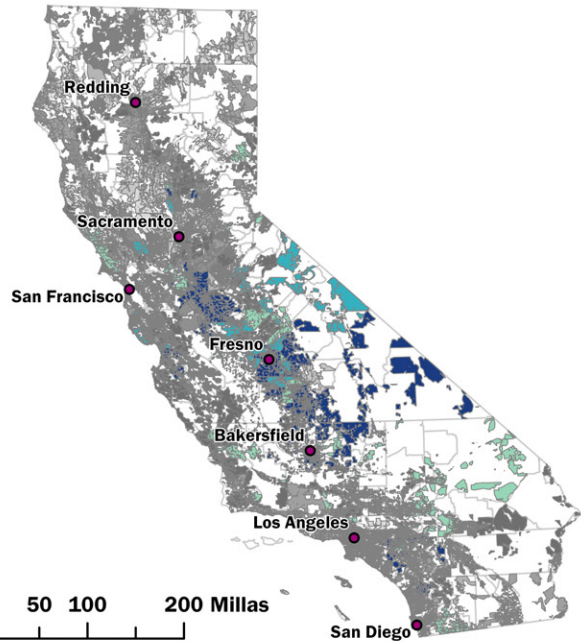 Redding
Sacramento
San Francisco
Fresno
Bakersfield
Los Angeles
50 100 200 Millas
San Diego